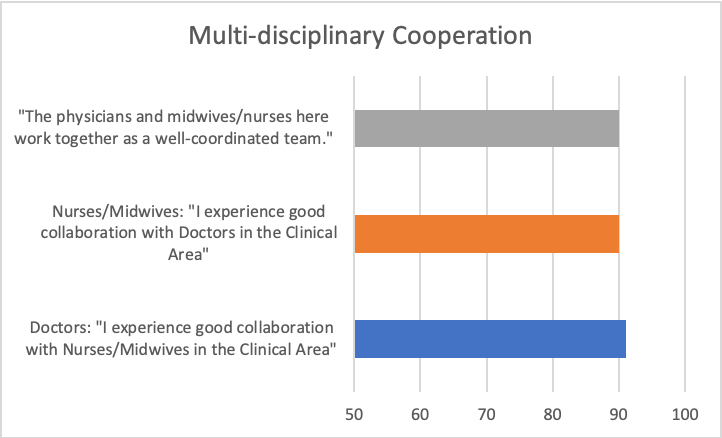 Multi-disciplinary Cooperation
"The physicians and midwives/nurses here
work together as a well-coordinated team."
Nurses/Midwives: "I experience good
collaboration with Doctors in the Clinical
Area"
Doctors: "I experience good collaboration
with Nurses/Midwives in the Clinical Area"
50 60 70 80 90 100